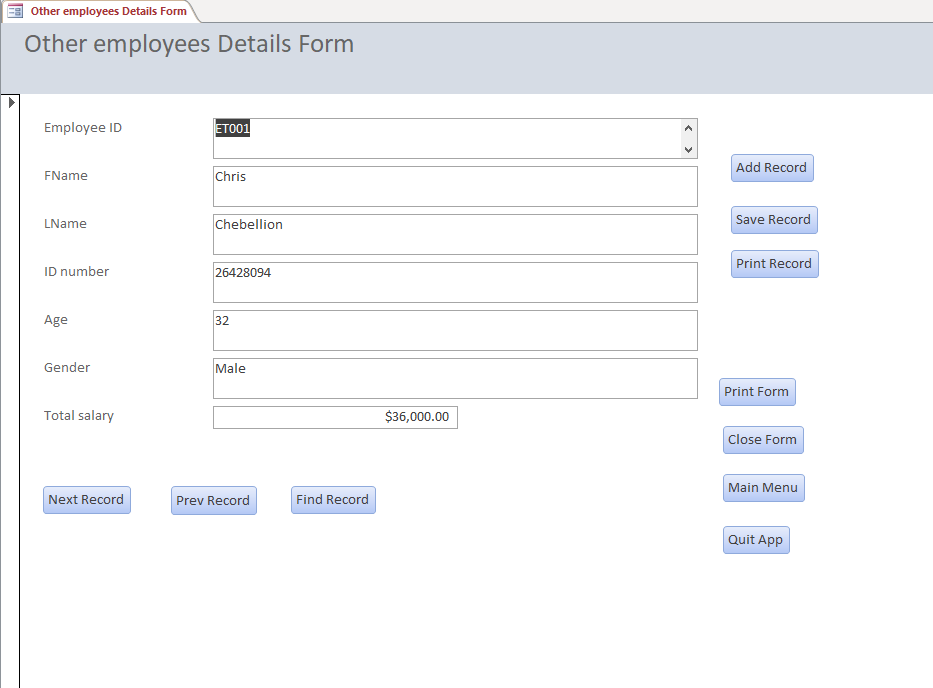 Other employees Details Form
Other employees Details Form
Employee ID ET001
FName Chris
LName Chebellion
ID number 26428094
Age 32
Gender Male
Total salary $36,000.00
Add Record
Save Record
Print Record
Print Form
Close Form
Main Menu
Quit App
Next Record Prev Record Find Record